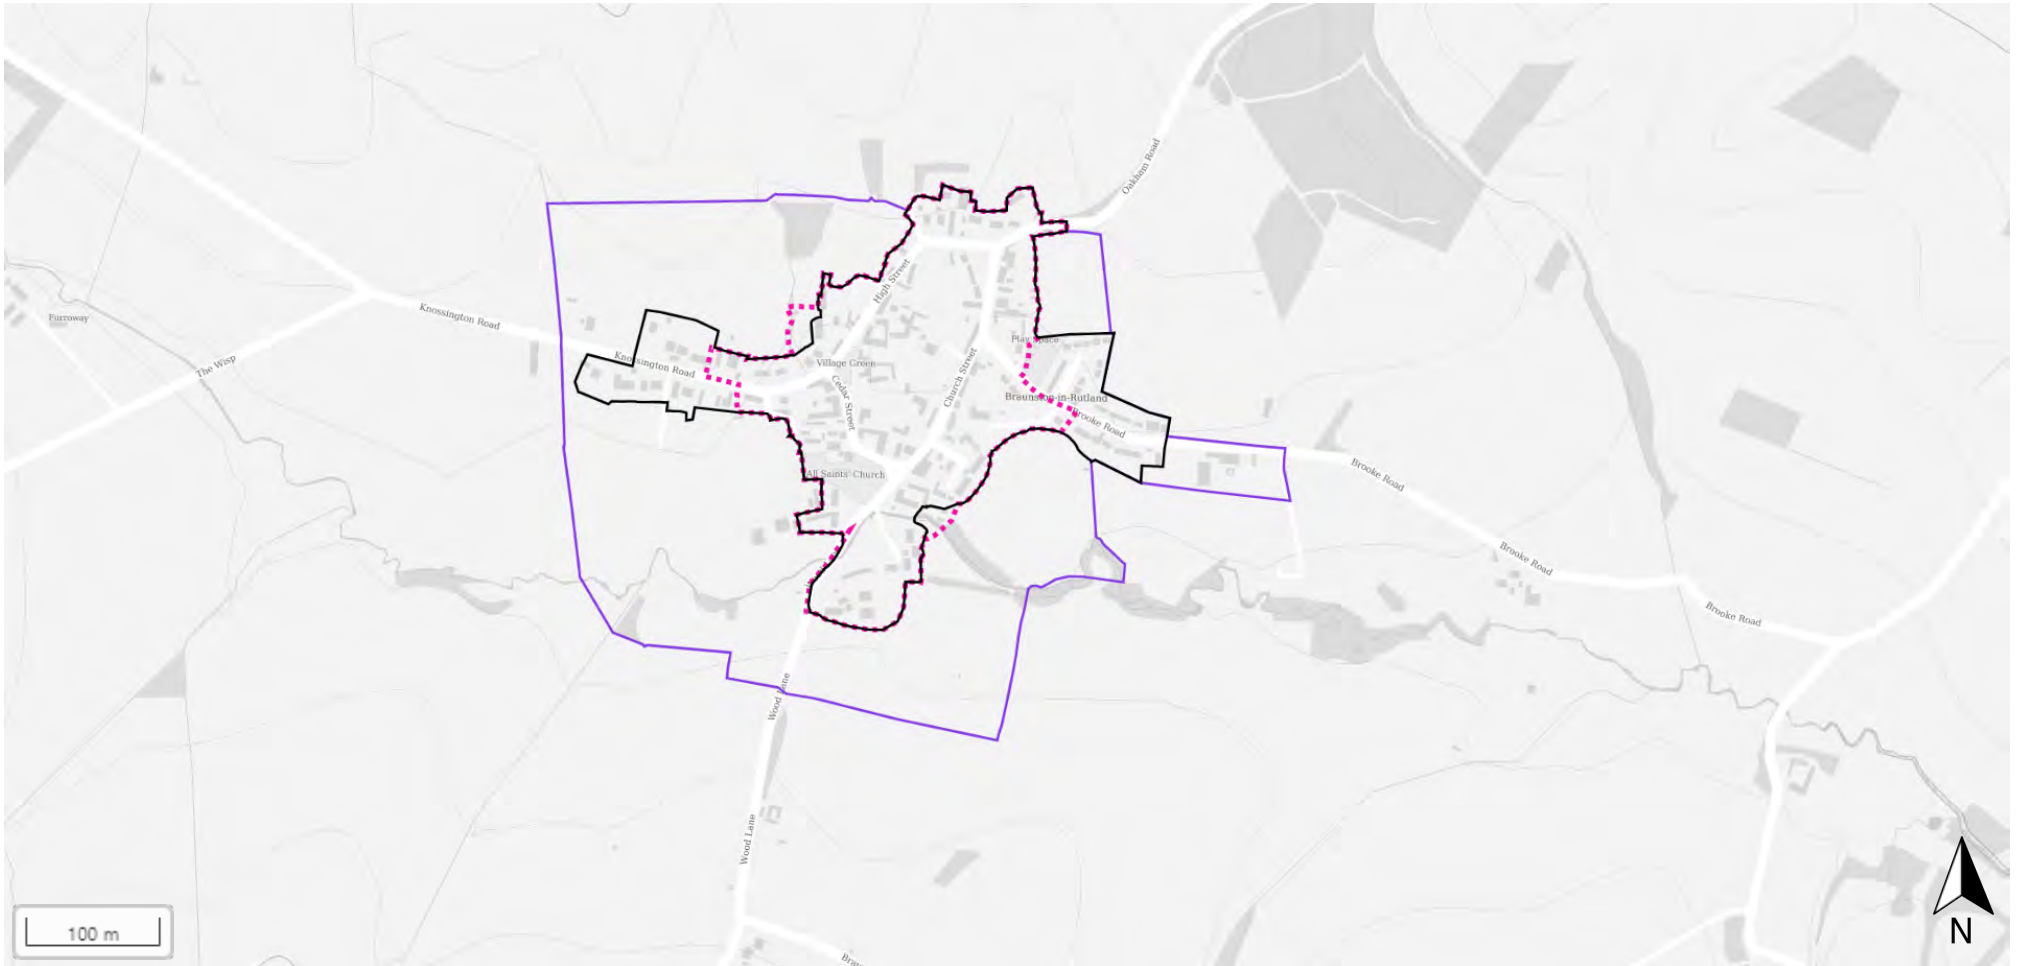 Oakham Road
High Street
Knossington Road
Furroway
Play Space
The Wisp
Knossington Road
Village Green
Church Street
Cedar Street
Braunston-in-Rutland
Brooke Road
All Saints' Church
Brooke Road
Brooke Road
Brooke Road
Wood Lane
Wood Lane
100 m
N